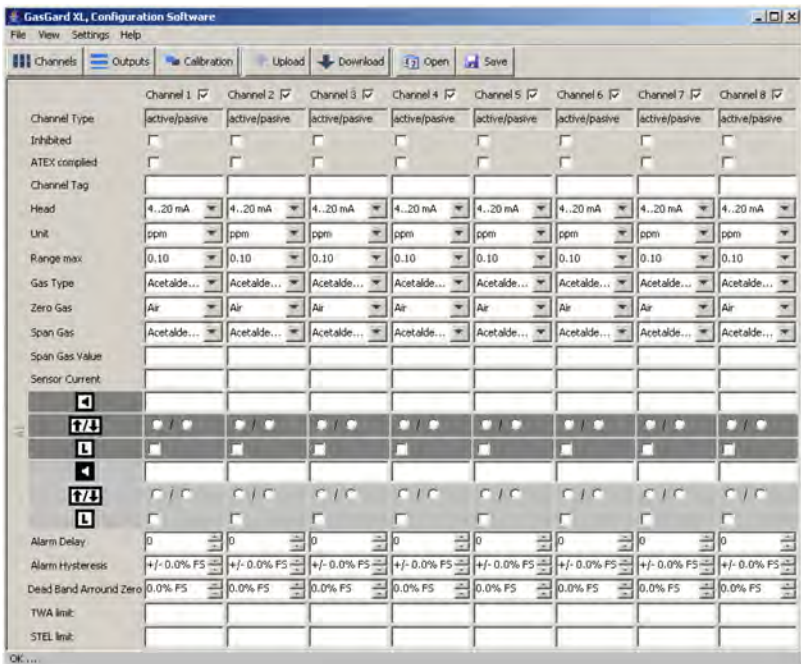 GasGard XL, Configuration Software
File View Settings Help
Channels Outputs Calibration Upload Download Open Save
Channel 1 Channel 2 Channel 3 Channel 4 Channel 5 Channel 6 Channel 7 Channel 8
Channel Type active/pasive active/pasive active/pasive active/pasive active/pasive active/pasive active/pasive active/pasive
Inhibited
ATEX complied
Channel Tag
Head 4..20 mA 4..20 mA 4..20 mA 4..20 mA 4..20 mA 4..20 mA 4..20 mA 4..20 mA
Unit ppm ppm ppm ppm ppm ppm ppm ppm
Range max 0.10 0.10 0.10 0.10 0.10 0.10 0.10 0.10
Gas Type Acetalde... Acetalde... Acetalde... Acetalde... Acetalde... Acetalde... Acetalde... Acetalde...
Zero Gas Air Air Air Air Air Air Air Air
Span Gas Acetalde... Acetalde... Acetalde... Acetalde... Acetalde... Acetalde... Acetalde... Acetalde...
Span Gas Value
Sensor Current
/ / / / / / / /
L
/ / / / / / / /
L
Alarm Delay 0 0 0 0 0 0 0 0
Alarm Hysteresis +/- 0.0% FS +/- 0.0% FS +/- 0.0% FS +/- 0.0% FS +/- 0.0% FS +/- 0.0% FS +/- 0.0% FS +/- 0.0% FS
Dead Band Arround Zero 0.0% FS 0.0% FS 0.0% FS 0.0% FS 0.0% FS 0.0% FS 0.0% FS 0.0% FS
TWA limit
STEL limit
OK ....